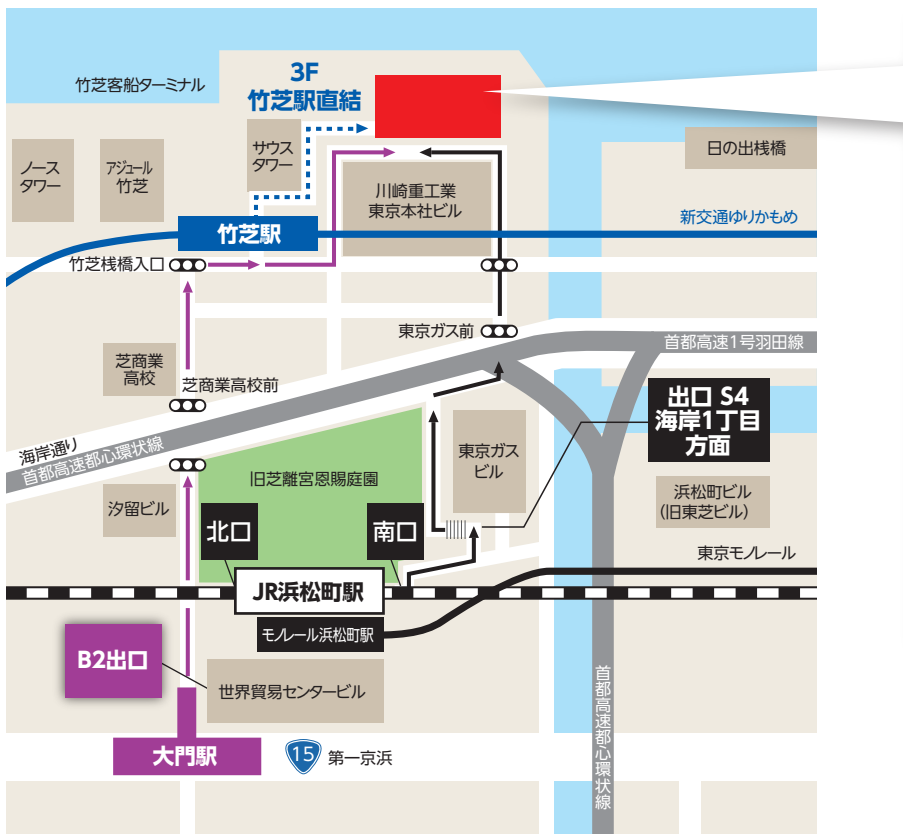 竹芝客船ターミナル
3F
竹芝駅直結
サウス
タワー
ノース
タワー
アジュール
竹芝
日の出桟橋
川崎重工業
東京本社ビル
竹芝駅
新交通ゆりかもめ
竹芝桟橋入口
東京ガス前
首都高速1号羽田線
芝商業
高校
芝商業高校前
出口 S4
海岸1丁目
方面
海岸通り
首都高速都心環状線
東京ガス
ビル
旧芝離宮恩賜庭園
汐留ビル
浜松町ビル
(旧東芝ビル)
北口
南口
東京モノレール
JR浜松町駅
モノレール浜松町駅
B2出口
世界貿易センタービル
首都高速都心環状線
大門駅
15
第一京浜